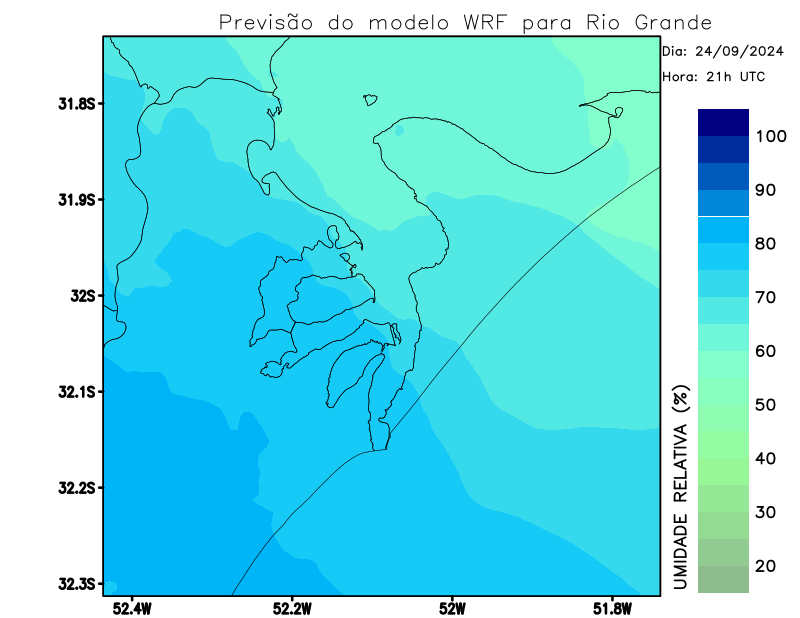 Previsão do modelo WRF para Rio Grande
Dia: 24/09/2024
Hora: 21h UTC
31.8S
31.9S
32S
32.1S
32.2S
32.3S
52.4W
52.2W
52W
51.8W
UMIDADE RELATIVA (%)
100
90
80
70
60
50
40
30
20